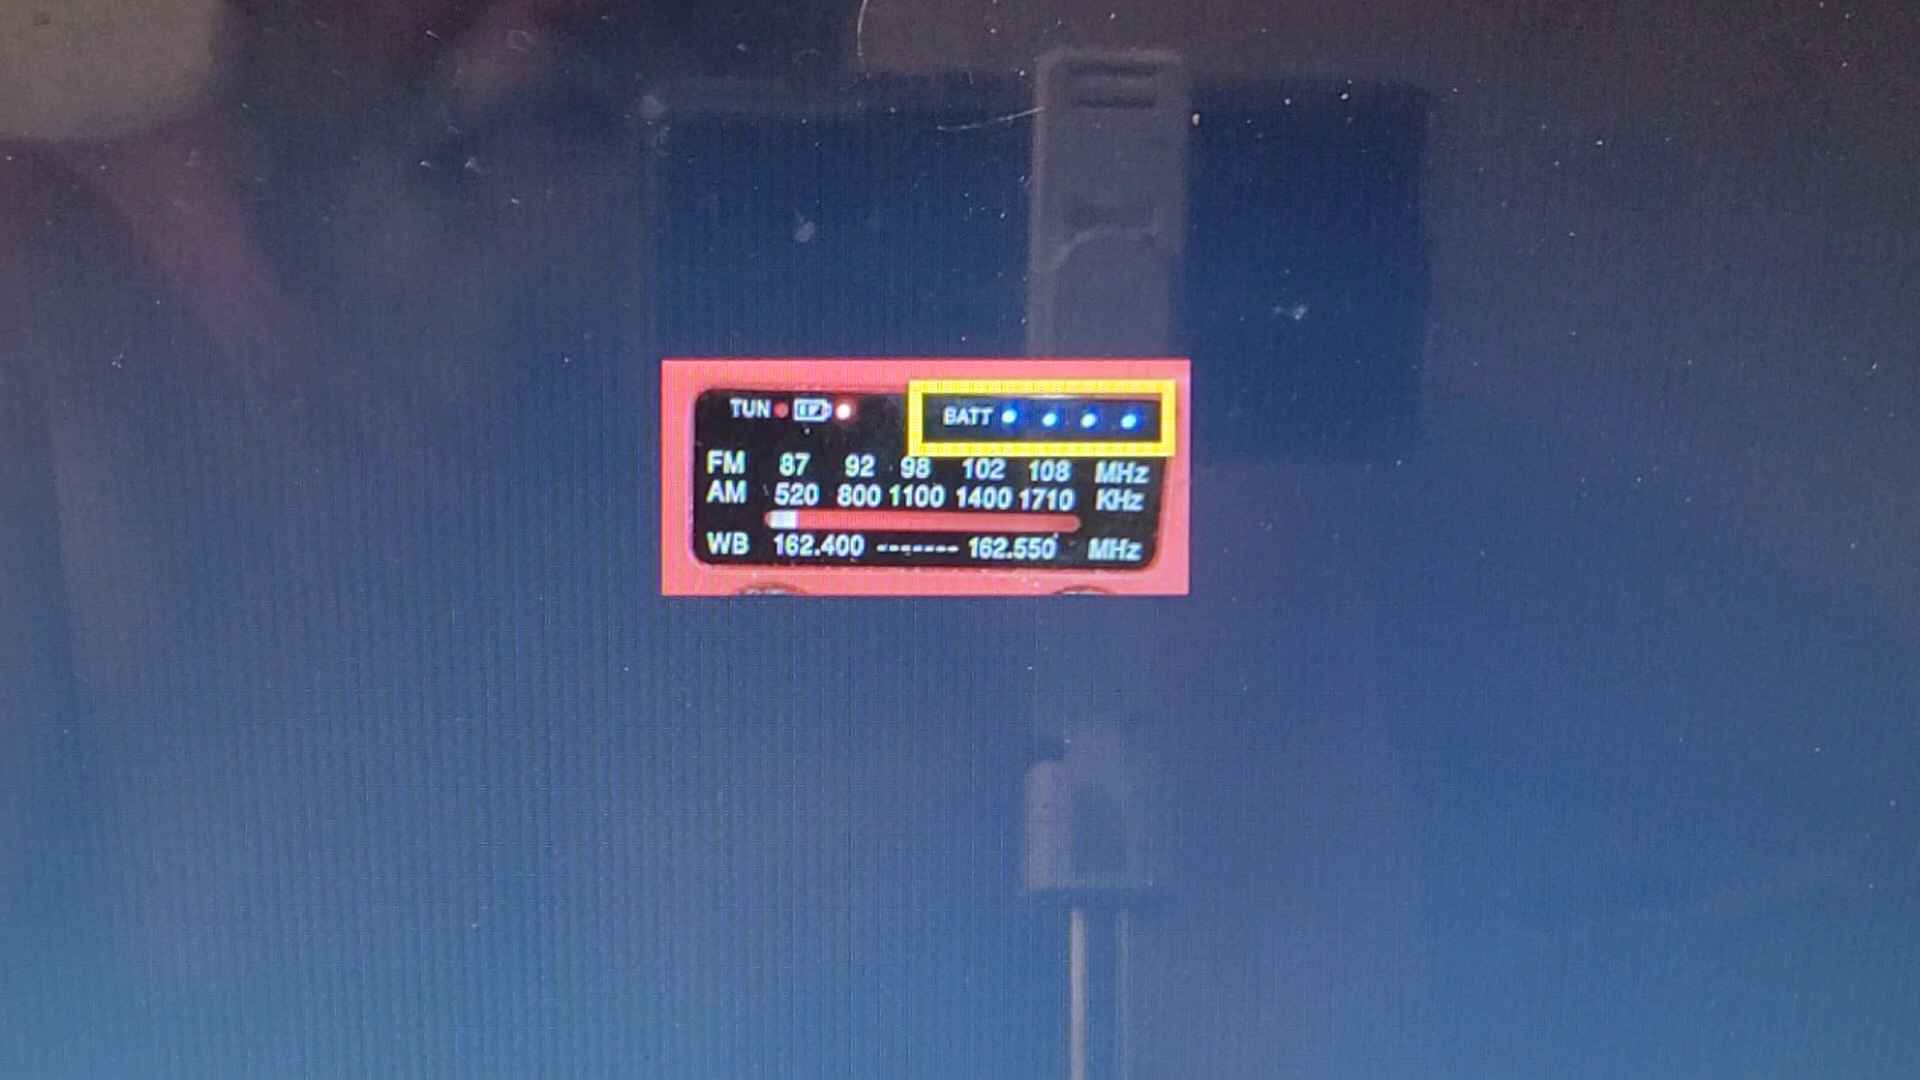 TUN BATT
FM 87 92 98 102 108 MHz
AM 520 800 1100 1400 1710 KHz
WB 162.400 ------- 162.550 MHz